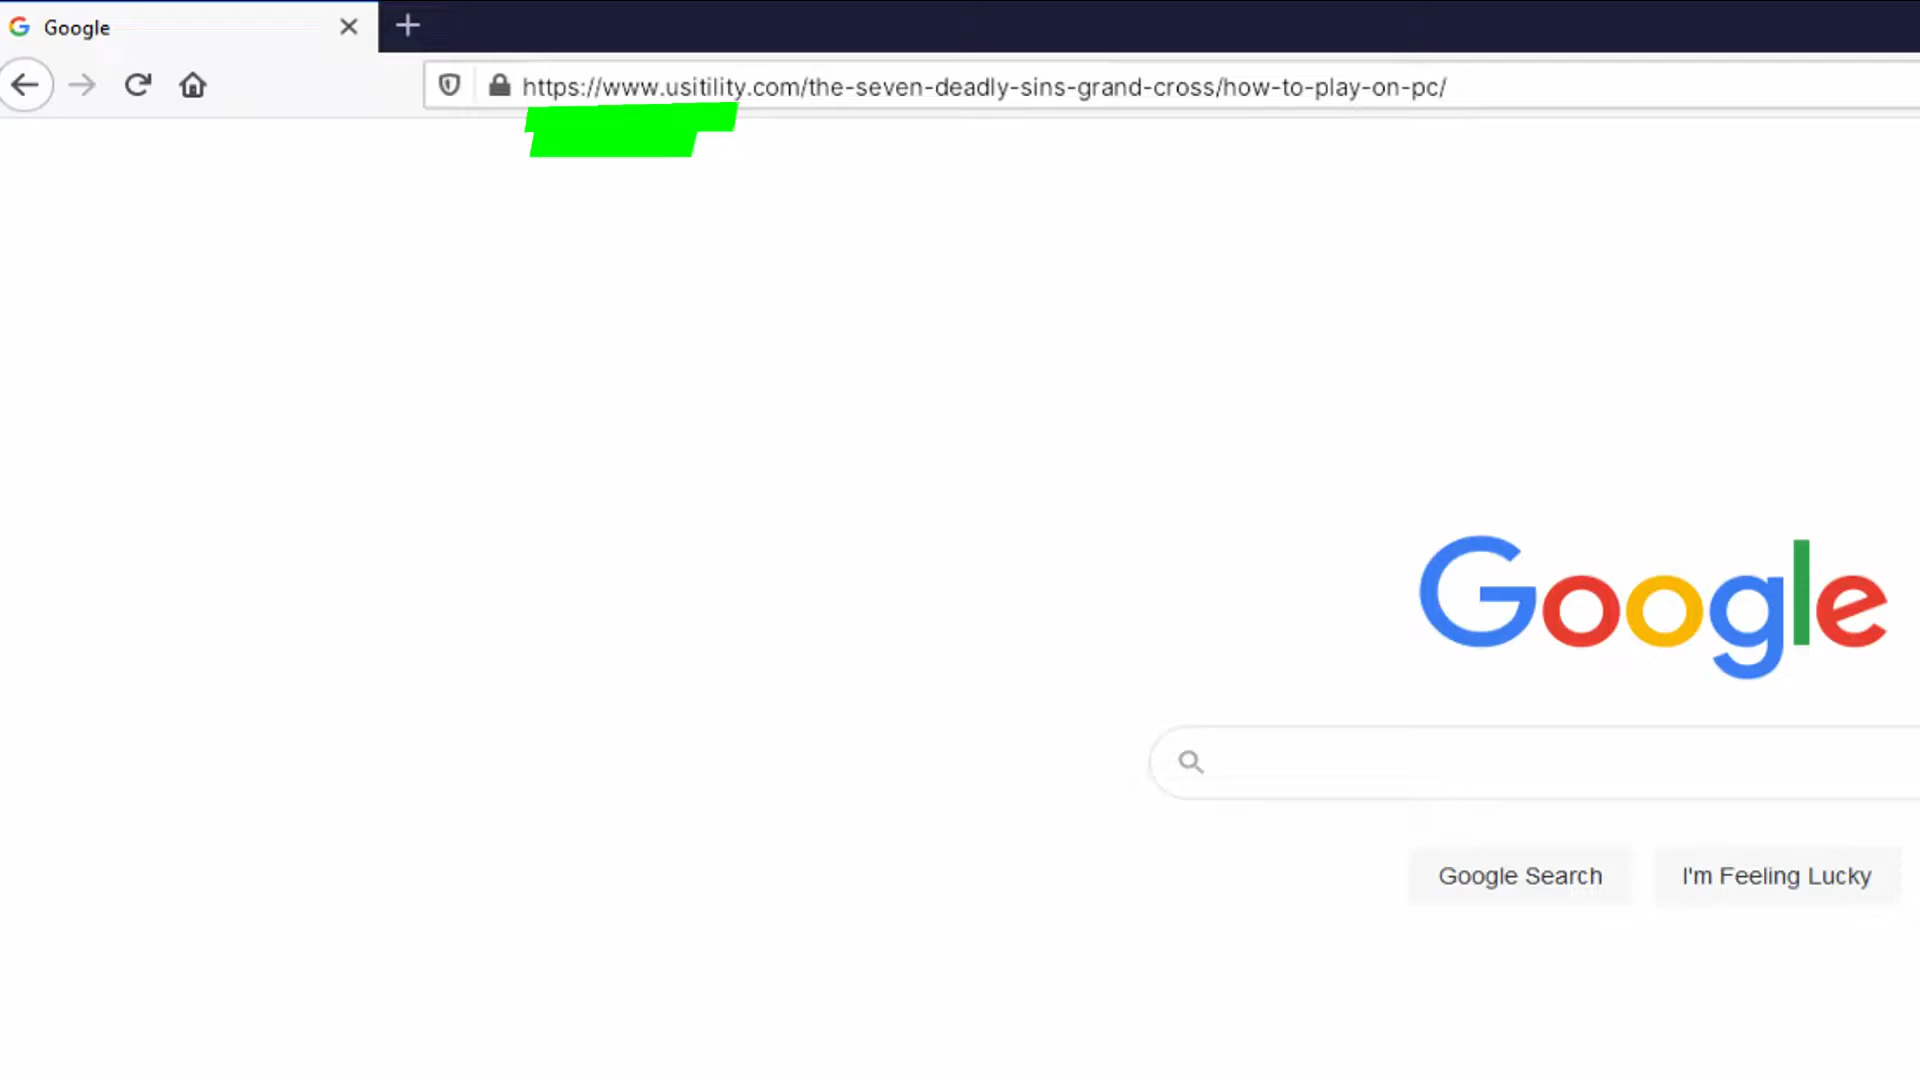 Google
https://www.usitility.com/the-seven-deadly-sins-grand-cross/how-to-play-on-pc/
Google
Google Search
I'm Feeling Lucky